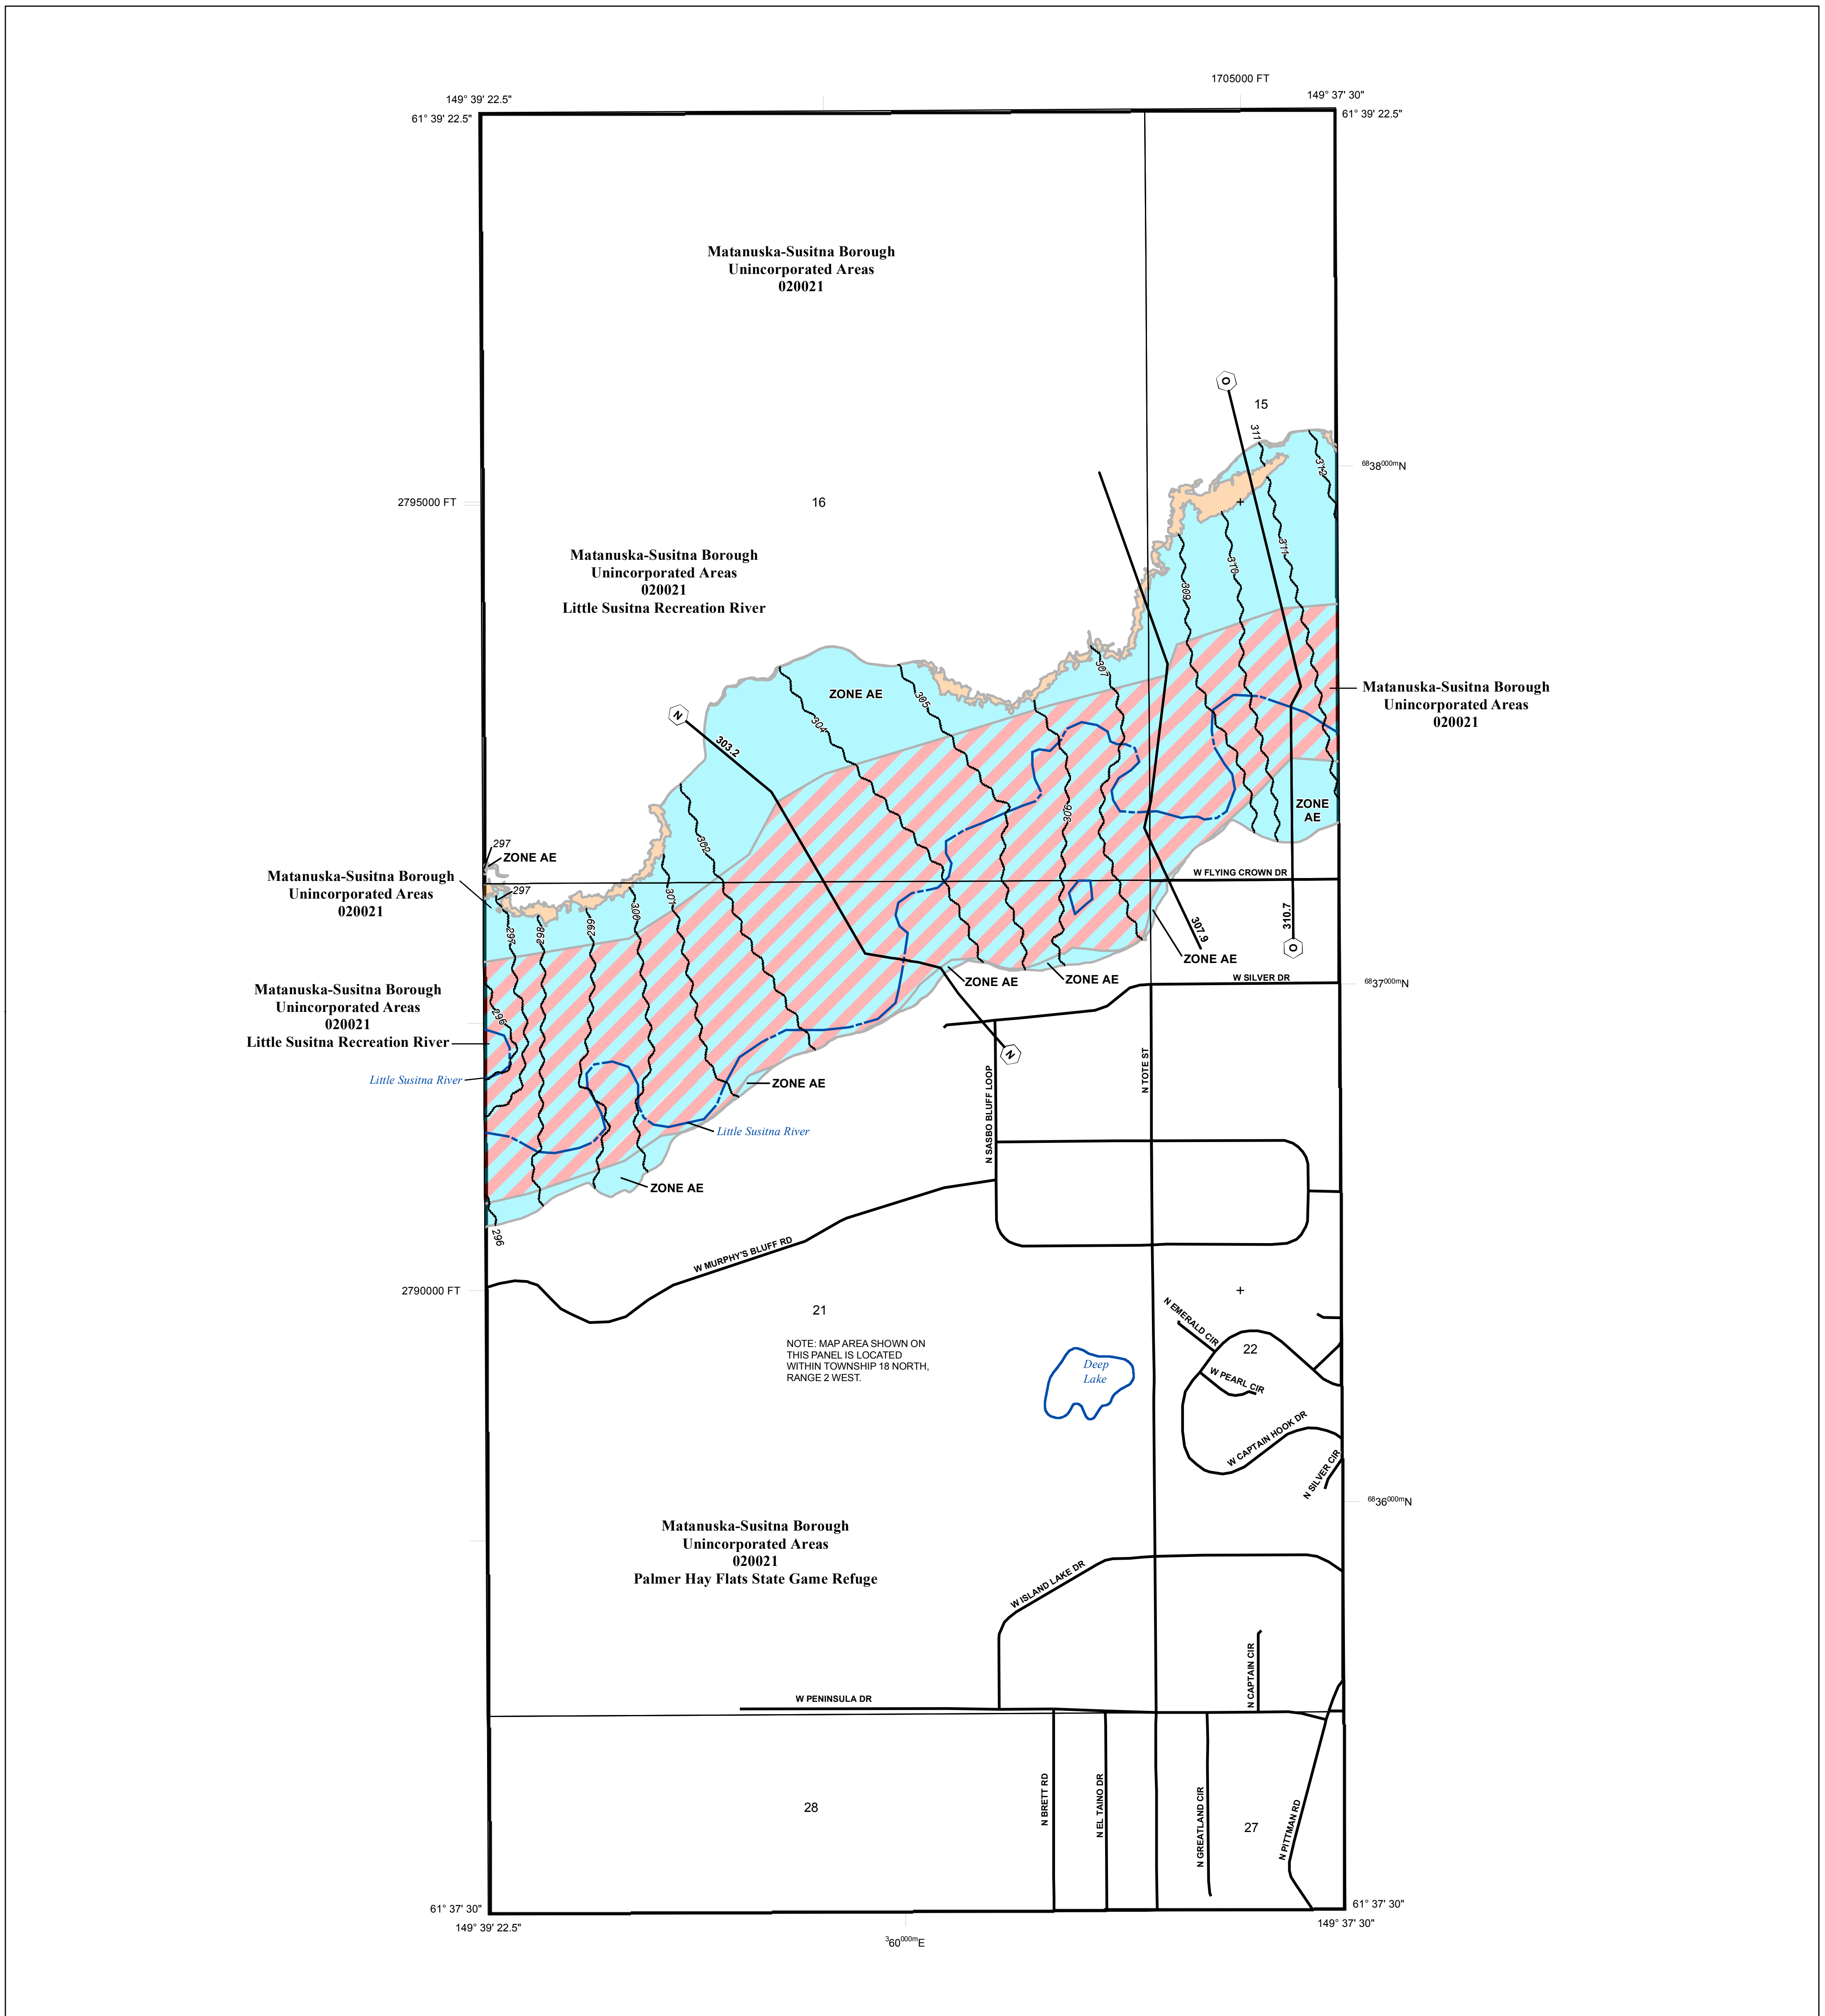 1705000 FT
149° 39' 22.5"
149° 37' 30"
61° 39' 22.5"
61° 39' 22.5"
Matanuska-Susitna Borough
Unincorporated Areas
020021
O
15
311
312
6838000mN
2795000 FT
16
311
310
309
Matanuska-Susitna Borough
Unincorporated Areas
020021
Little Susitna Recreation River
307
ZONE AE
305
304
N
303.2
Matanuska-Susitna Borough
Unincorporated Areas
020021
306
ZONE
AE
302
297
ZONE AE
297
Matanuska-Susitna Borough
Unincorporated Areas
020021
W FLYING CROWN DR
301
300
299
298
297
307.9
310.7
O
ZONE AE
ZONE AE
ZONE AE
W SILVER DR
6837000mN
Matanuska-Susitna Borough
Unincorporated Areas
020021
Little Susitna Recreation River
296
N
Little Susitna River
ZONE AE
N TOTE ST
N SASBO BLUFF LOOP
Little Susitna River
ZONE AE
296
W MURPHY'S BLUFF RD
2790000 FT
21
NOTE: MAP AREA SHOWN ON
THIS PANEL IS LOCATED
WITHIN TOWNSHIP 18 NORTH,
RANGE 2 WEST.
N EMERALD CIR
22
Deep
Lake
W PEARL CIR
W CAPTAIN HOOK DR
N SILVER CIR
6836000mN
Matanuska-Susitna Borough
Unincorporated Areas
020021
Palmer Hay Flats State Game Refuge
W ISLAND LAKE DR
N CAPTAIN CIR
W PENINSULA DR
28
N BRETT RD
N EL TAINO DR
N GREATLAND CIR
27
N PITTMAN RD
61° 37' 30"
61° 37' 30"
149° 39' 22.5"
149° 37' 30"
360000mE